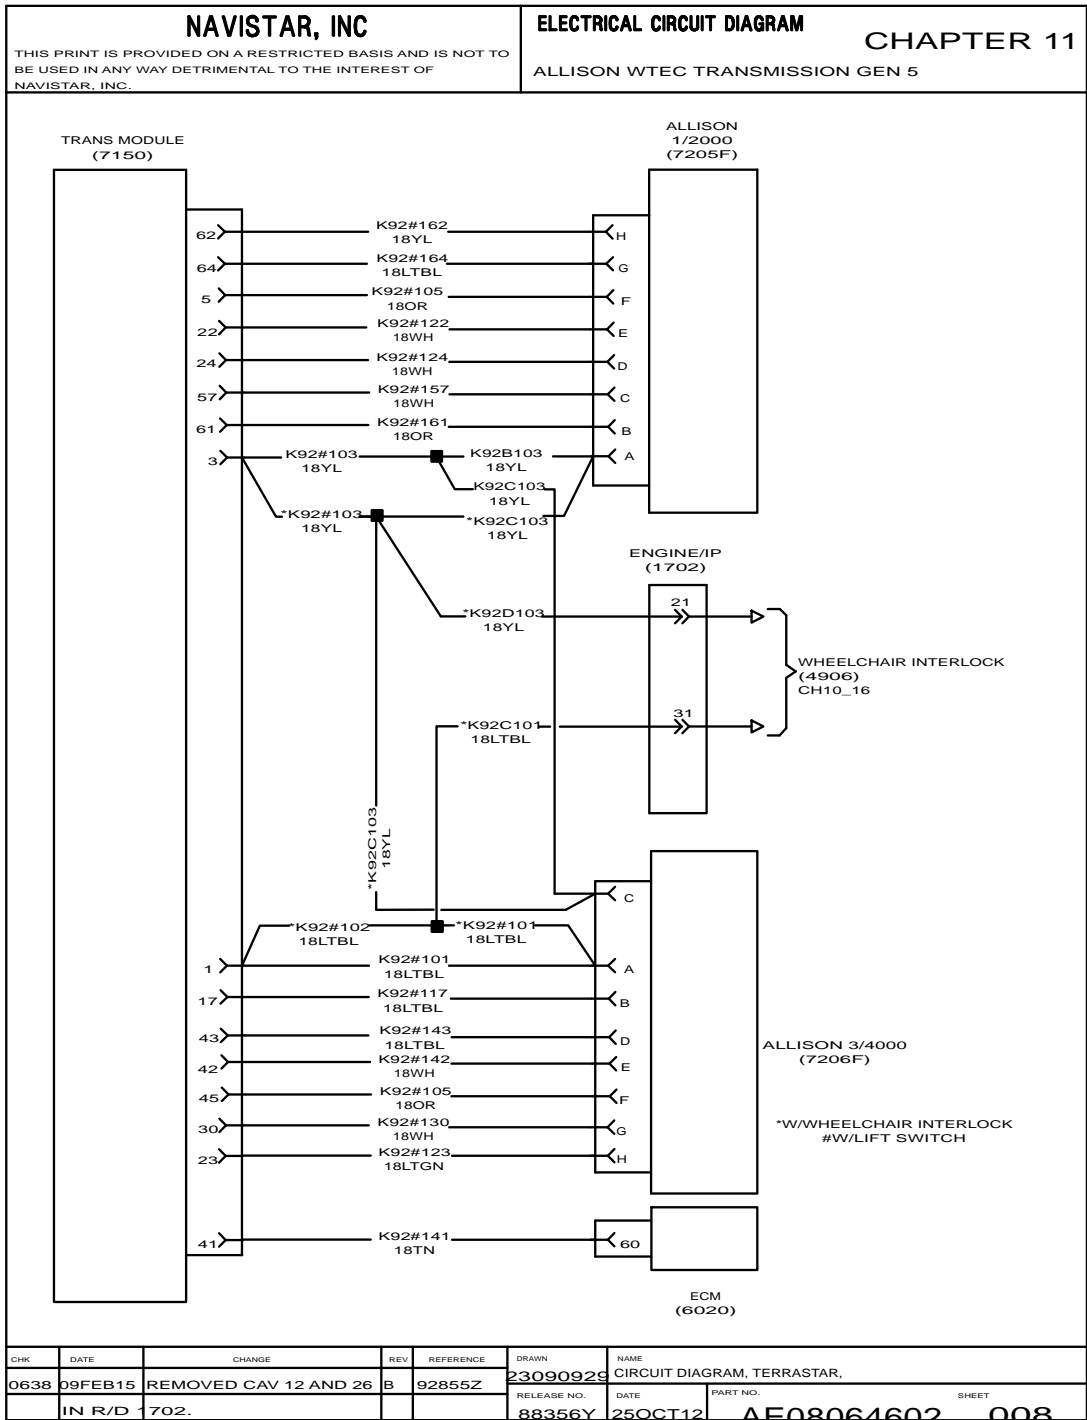 NAVISTAR, INC
THIS PRINT IS PROVIDED ON A RESTRICTED BASIS AND IS NOT TO
BE USED IN ANY WAY DETRIMENTAL TO THE INTEREST OF
NAVISTAR, INC.
ELECTRICAL CIRCUIT DIAGRAM
CHAPTER 11
ALLISON WTEC TRANSMISSION GEN 5
TRANS MODULE
(7150)
ALLISON
1/2000
(7205F)
62 K92#162 H
18YL
64 K92#164 G
18LTBL
5 K92#105 F
18OR
22 K92#122 E
18WH
24 K92#124 D
18WH
57 K92#157 C
18WH
61 K92#161 B
18OR
3 K92#103 K92B103 A
18YL 18YL
K92C103
18YL
*K92#103 *K92C103
18YL 18YL
ENGINE/IP
(1702)
*K92D103 21
18YL
WHEELCHAIR INTERLOCK
(4906)
CH10_16
*K92C101 31
18LTBL
*K92C103
18YL
C
*K92#102 *K92#101
18LTBL 18LTBL
1 K92#101 A
18LTBL
17 K92#117 B
18LTBL
43 K92#143 D
18LTBL
42 K92#142 E
18WH
45 K92#105 F
18OR
30 K92#130 G
18WH
23 K92#123 H
18LTGN
ALLISON 3/4000
(7206F)
*W/WHEELCHAIR INTERLOCK
#W/LIFT SWITCH
41 K92#141 60
18TN
ECM
(6020)
CHK DATE CHANGE REV REFERENCE DRAWN NAME
0638 09FEB15 REMOVED CAV 12 AND 26 B 92855Z 23090929 CIRCUIT DIAGRAM, TERRASTAR,
IN R/D 1702.
RELEASE NO. DATE PART NO. SHEET
88356Y 25OCT12 AE08064602 008